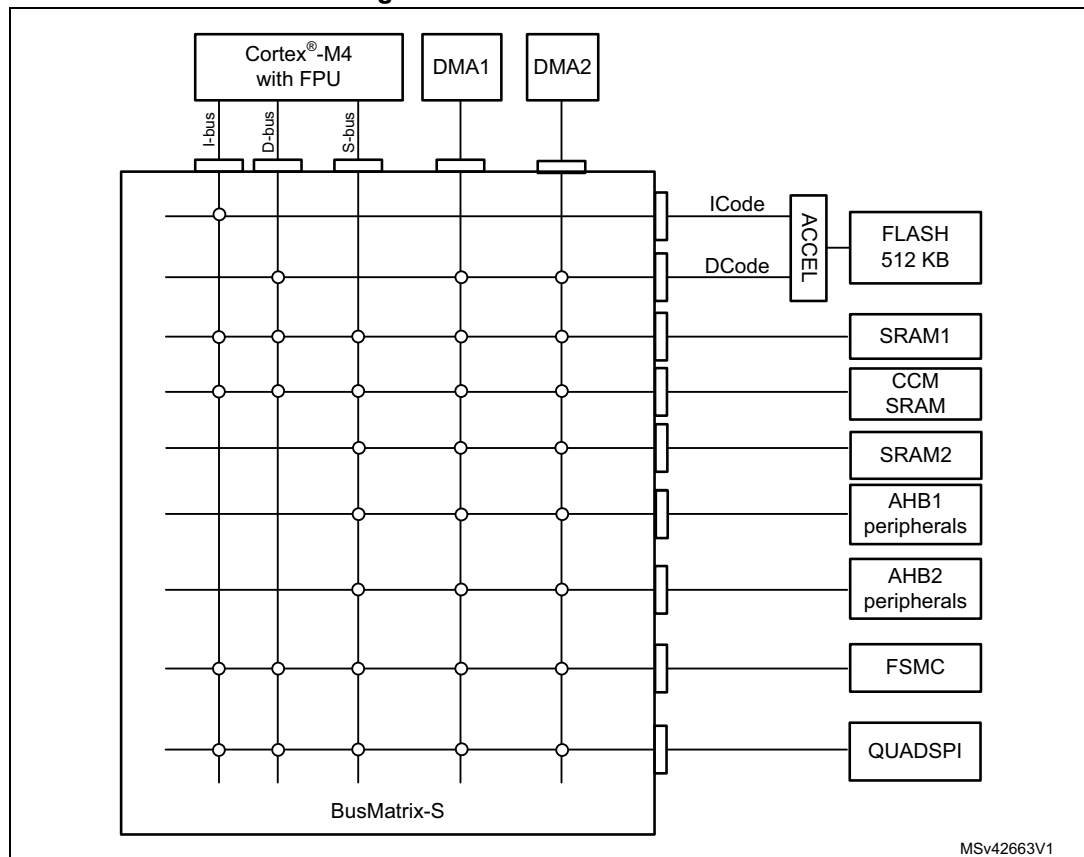 Cortex®-M4
with FPU
DMA1
DMA2
I-bus
D-bus
S-bus
ICode
ACCEL
FLASH
512 KB
DCode
SRAM1
CCM
SRAM
SRAM2
AHB1
peripherals
AHB2
peripherals
FSMC
QUADSPI
BusMatrix-S
MSv42663V1